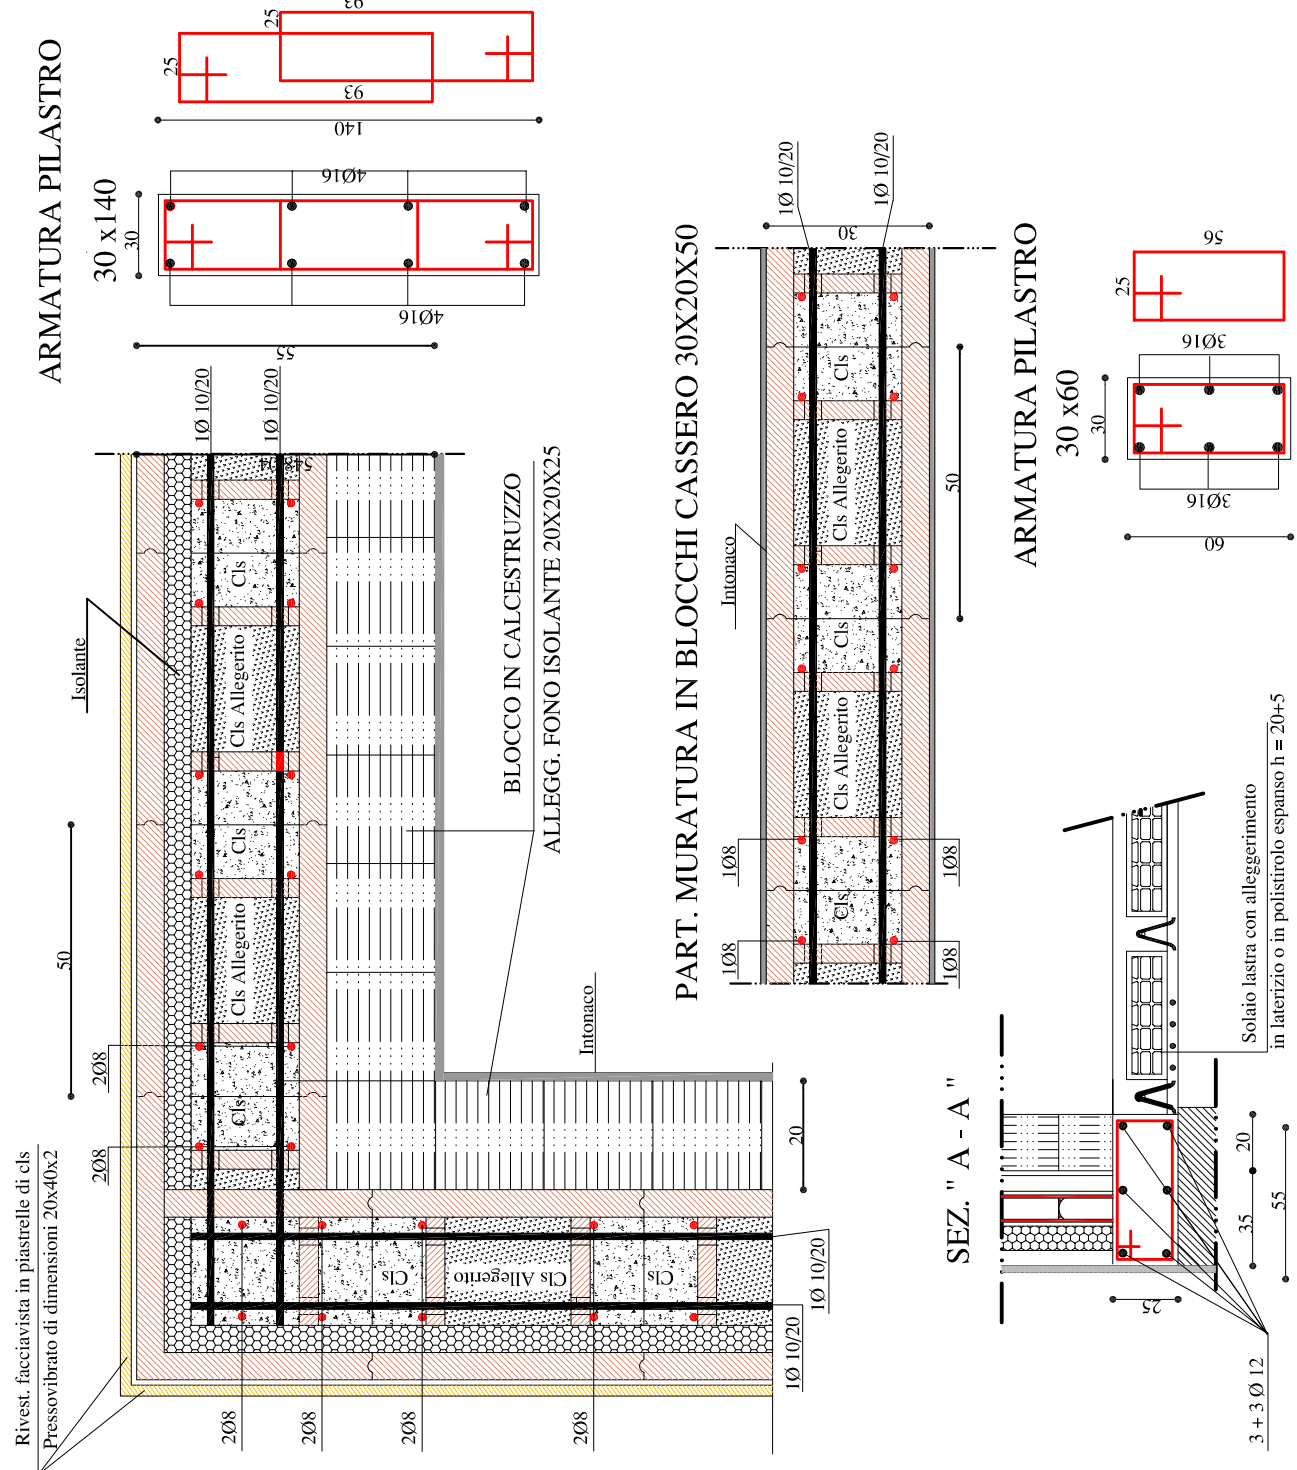 ARMATURA PILASTRO
30 x140
30
4Ø16
4Ø16
140
25
93
25
93
55
1Ø 10/20
1Ø 10/20
Isolante
Cls
Cls Allegerito
Cls
Cls Allegerito
Cls
50
2Ø8
2Ø8
Rivest. facciavista in piastrelle di cls
Pressovibrato di dimensioni 20x40x2
BLOCCO IN CALCESTRUZZO
ALLEGG. FONO ISOLANTE 20X20X25
Intonaco
20
Cls
Cls Allegerito
Cls
2Ø8
2Ø8
2Ø8
2Ø8
1Ø 10/20
1Ø 10/20
PART. MURATURA IN BLOCCHI CASSERO 30X20X50
1Ø 10/20
1Ø 10/20
30
Intonaco
Cls
Cls Allegerito
Cls
Cls Allegerito
Cls
50
1Ø8
1Ø8
1Ø8
1Ø8
ARMATURA PILASTRO
30 x60
30
3Ø16
3Ø16
60
25
56
SEZ. " A - A "
25
35
20
55
3 + 3 Ø 12
Solaio lastra con alleggerimento
in laterizio o in polistirolo espanso h = 20+5